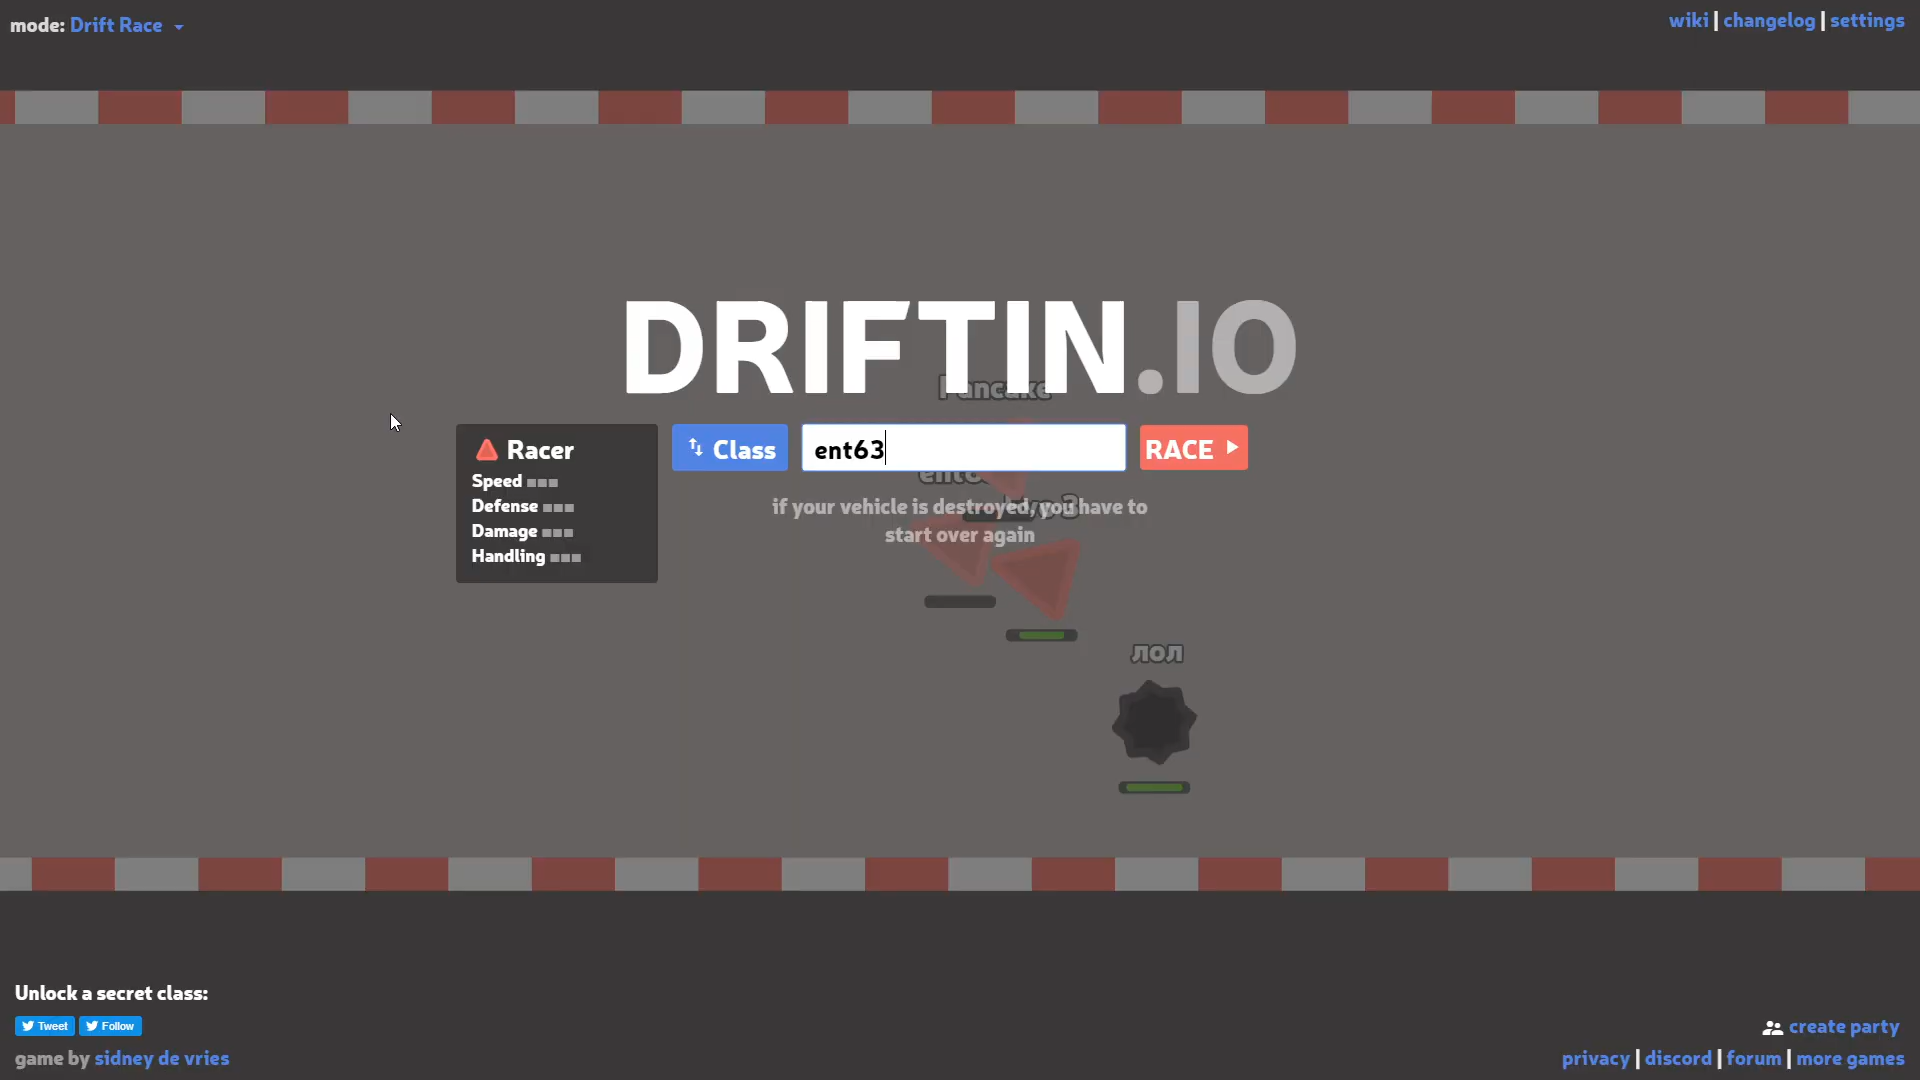 mode: Drift Race
wiki | changelog | settings
DRIFTIN.IO
Pancake
Racer
Class
ent63
RACE
Speed
Defense
Damage
Handling
if your vehicle is destroyed, you have to
start over again
лол
Unlock a secret class:
Tweet
Follow
create party
game by sidney de vries
privacy | discord | forum | more games